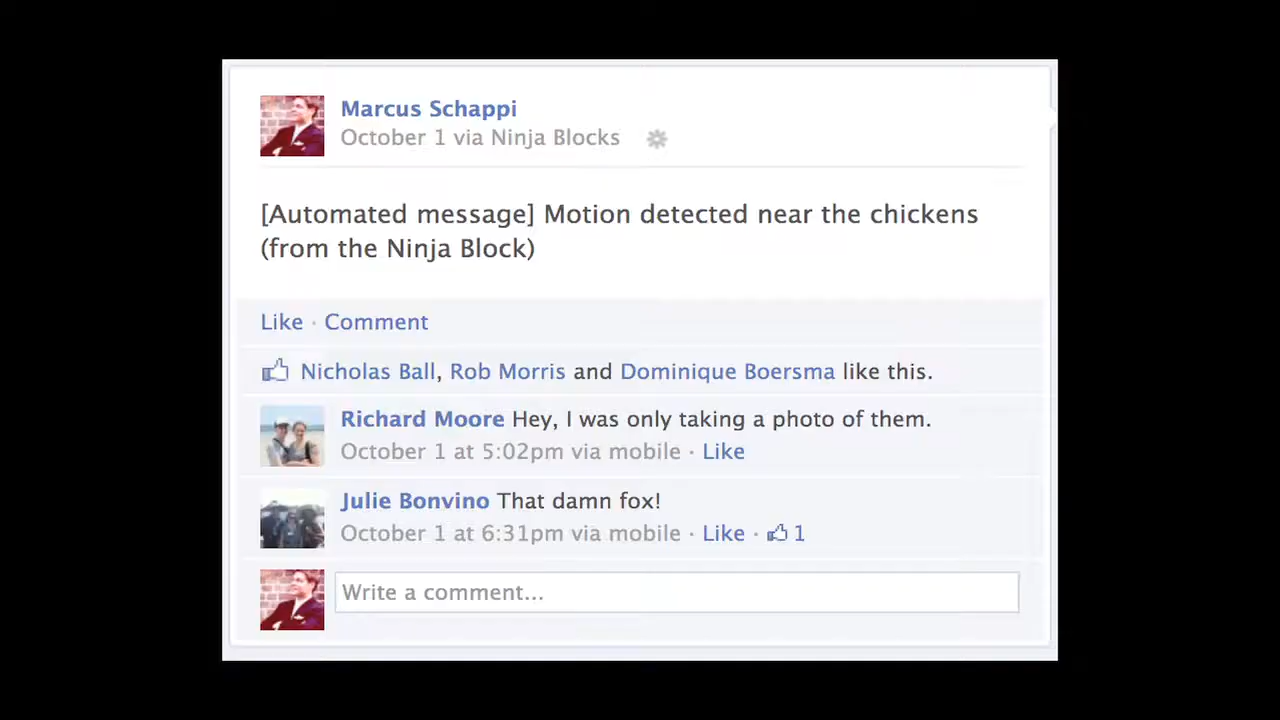 Marcus Schappi
October 1 via Ninja Blocks
[Automated message] Motion detected near the chickens
(from the Ninja Block)
Like · Comment
Nicholas Ball, Rob Morris and Dominique Boersma like this.
Richard Moore Hey, I was only taking a photo of them.
October 1 at 5:02pm via mobile · Like
Julie Bonvino That damn fox!
October 1 at 6:31pm via mobile · Like · 1
Write a comment...